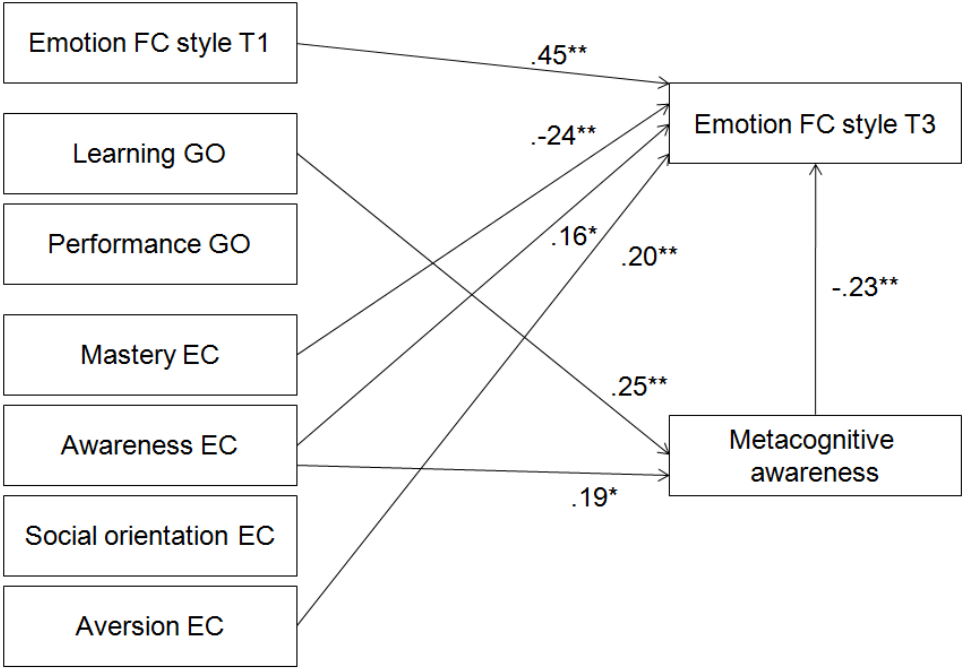 Emotion FC style T1
.45**
Emotion FC style T3
.-24**
Learning GO
Performance GO
.16*
.20**
-.23**
Mastery EC
.25**
Awareness EC
Metacognitive
awareness
.19*
Social orientation EC
Aversion EC